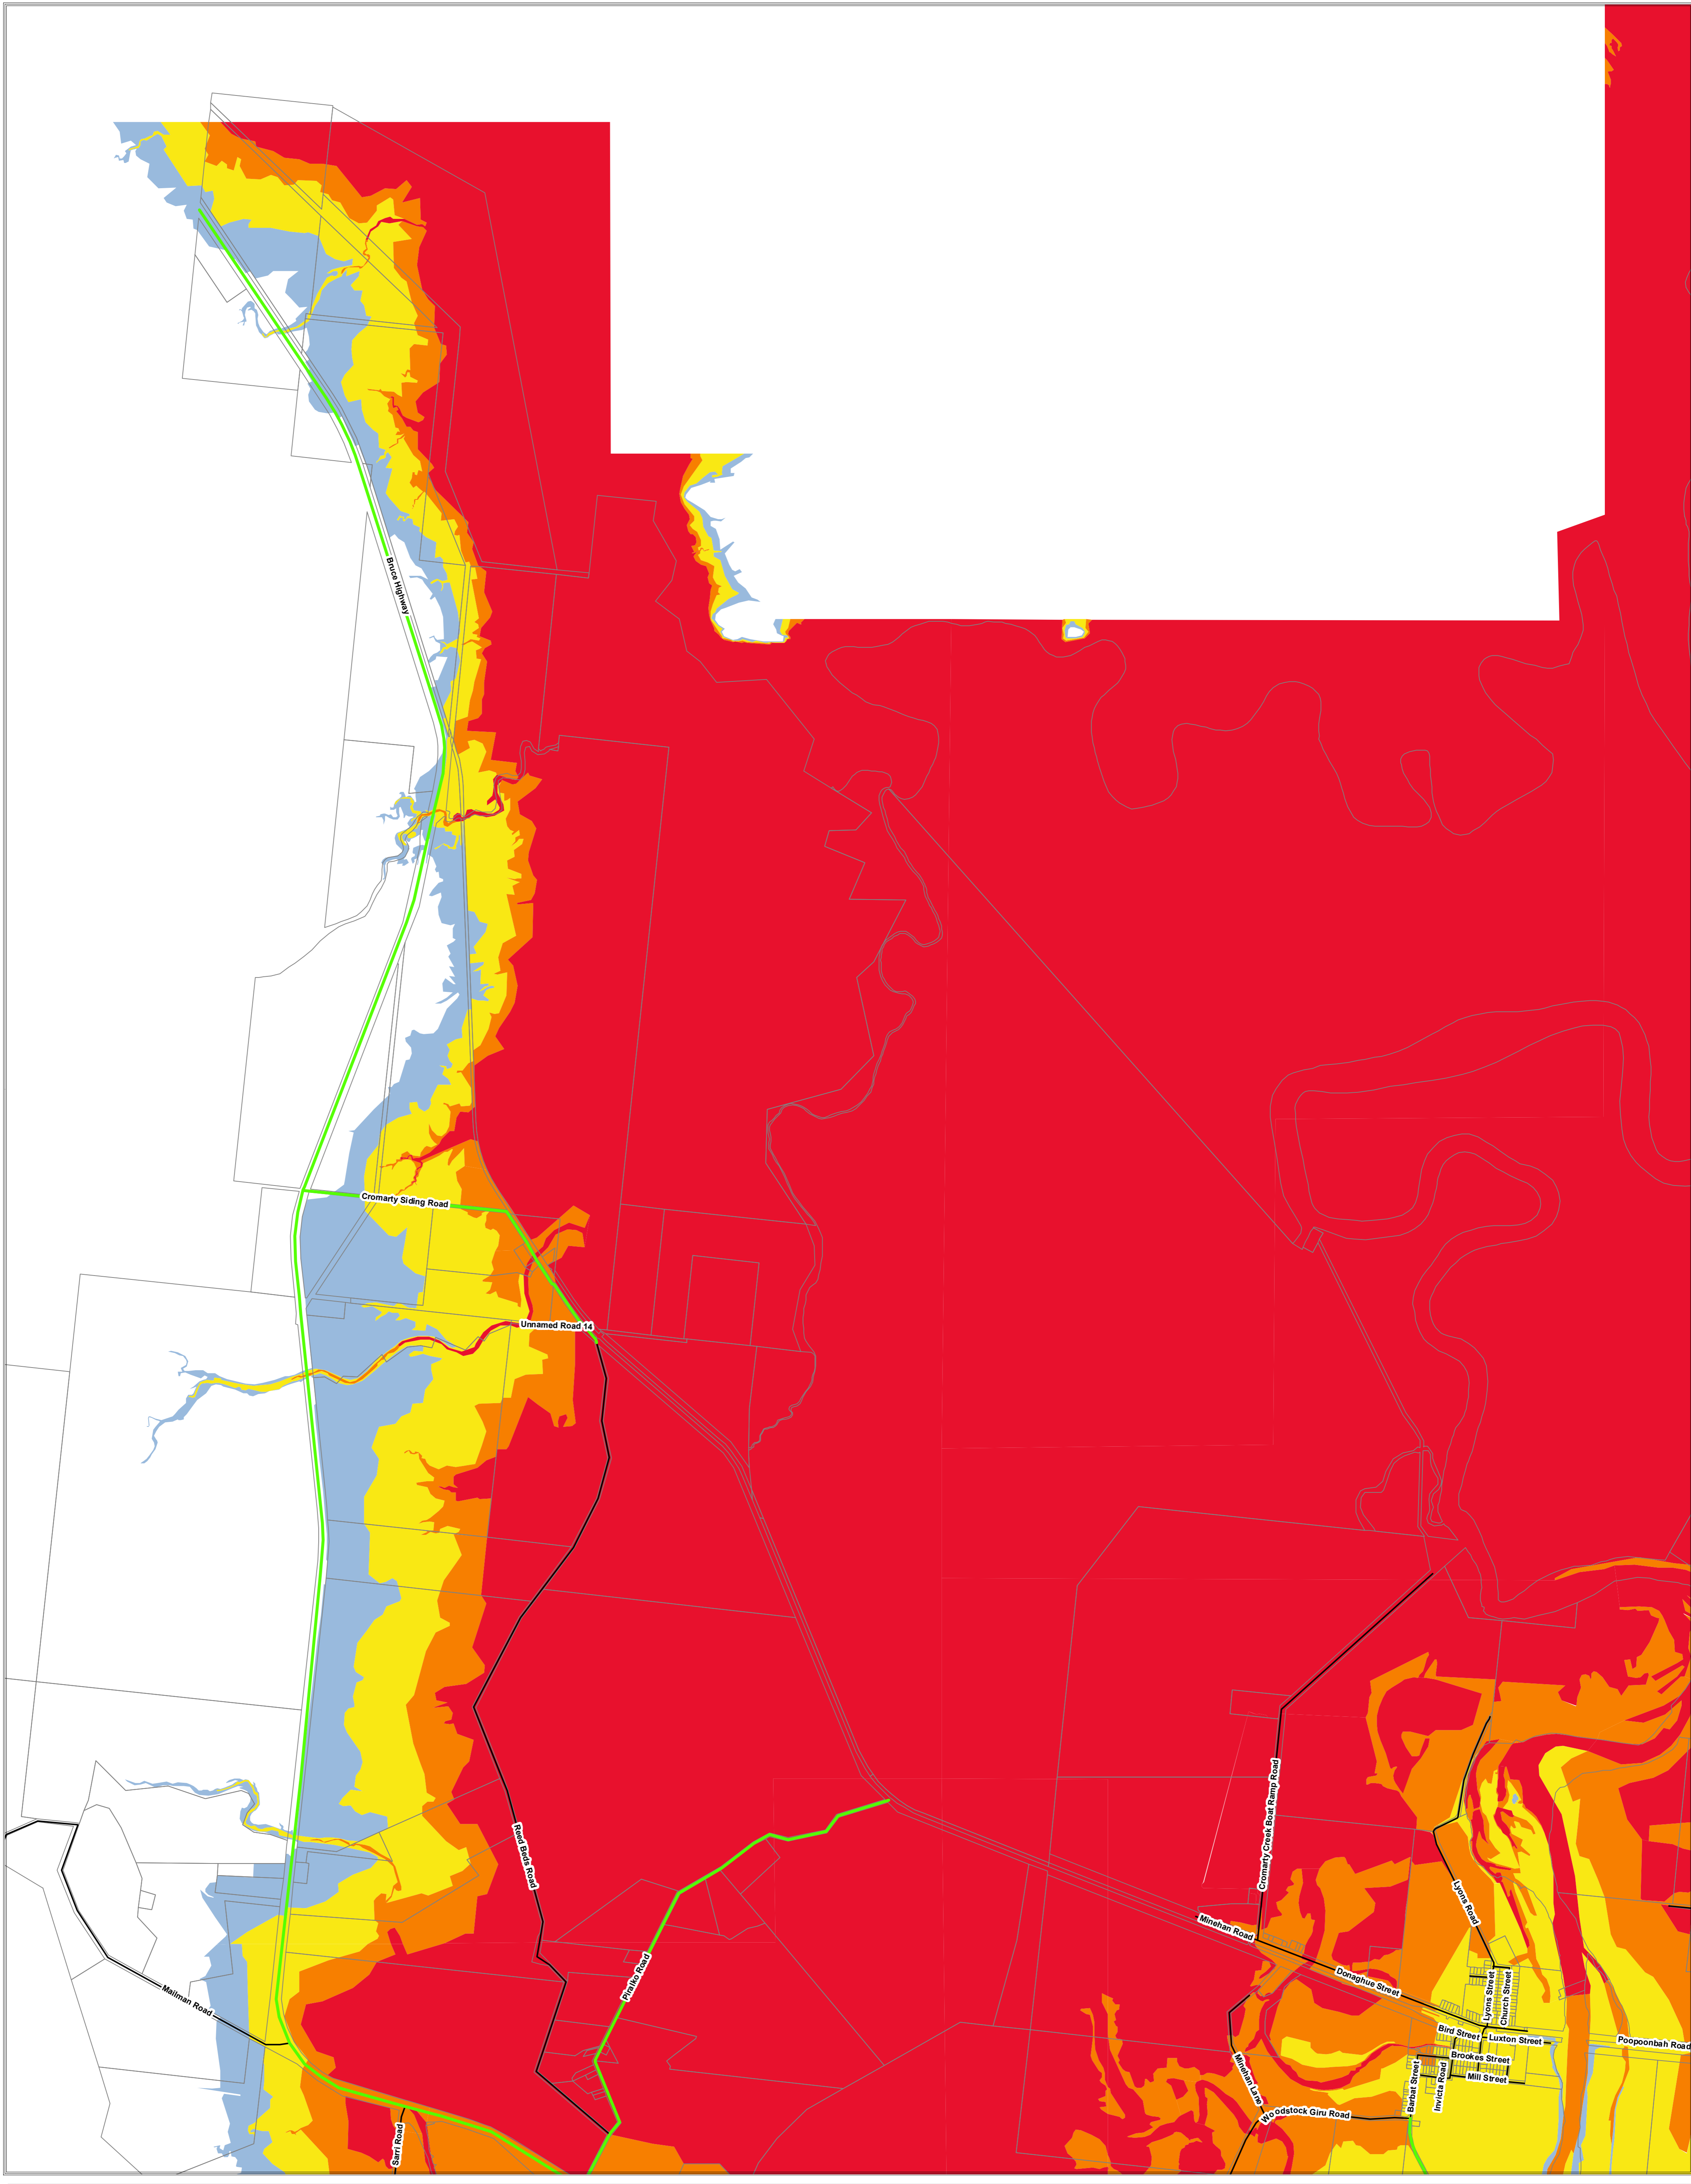 Bruce Highway
Cromarty Siding Road
Unnamed Road 14
Reed Beds Road
Piralko Road
Mailman Road
Sarri Road
Cromarty Creek Boat Ramp Road
Minehan Road
Donaghue Street
Lyons Road
Lyons Street
Church Street
Bird Street
Luxton Street
Poopoonbah Road
Brookes Street
Mill Street
Barbat Street
Invicta Road
Minehan Lane
Woodstock Giru Road